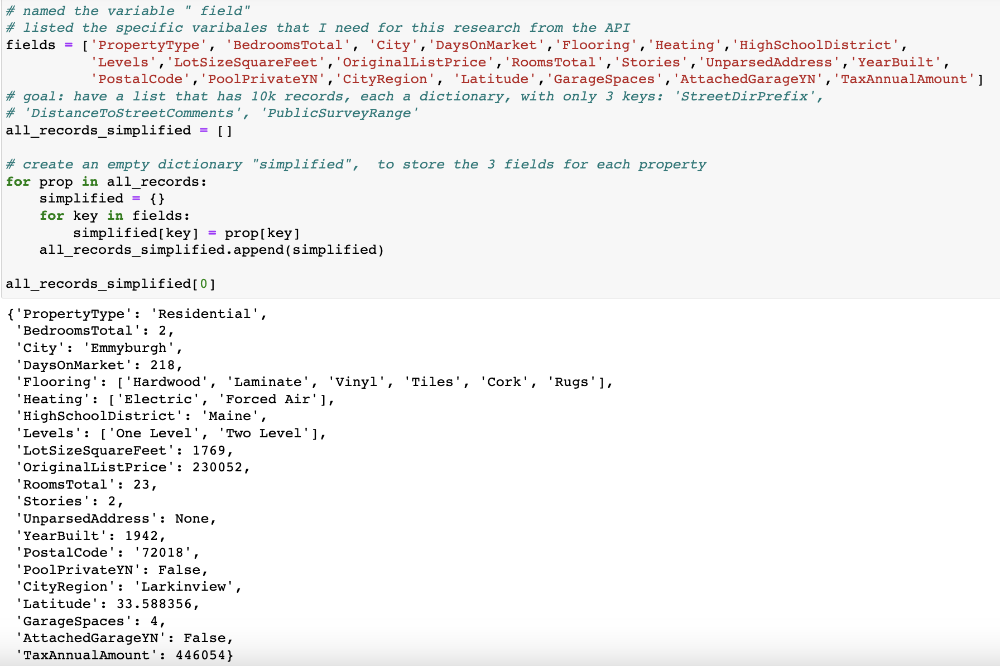 # named the variable " field"
# listed the specific varibales that I need for this research from the API
fields = ['PropertyType', 'BedroomsTotal', 'City','DaysOnMarket','Flooring','Heating','HighSchoolDistrict',
          'Levels','LotSizeSquareFeet','OriginalListPrice','RoomsTotal','Stories','UnparsedAddress','YearBuilt',
          'PostalCode','PoolPrivateYN','CityRegion', 'Latitude','GarageSpaces','AttachedGarageYN','TaxAnnualAmount']
# goal: have a list that has 10k records, each a dictionary, with only 3 keys: 'StreetDirPrefix',
# 'DistanceToStreetComments', 'PublicSurveyRange'
all_records_simplified = []

# create an empty dictionary "simplified",  to store the 3 fields for each property
for prop in all_records:
    simplified = {}
    for key in fields:
        simplified[key] = prop[key]
    all_records_simplified.append(simplified)

all_records_simplified[0]
{'PropertyType': 'Residential',
 'BedroomsTotal': 2,
 'City': 'Emmyburgh',
 'DaysOnMarket': 218,
 'Flooring': ['Hardwood', 'Laminate', 'Vinyl', 'Tiles', 'Cork', 'Rugs'],
 'Heating': ['Electric', 'Forced Air'],
 'HighSchoolDistrict': 'Maine',
 'Levels': ['One Level', 'Two Level'],
 'LotSizeSquareFeet': 1769,
 'OriginalListPrice': 230052,
 'RoomsTotal': 23,
 'Stories': 2,
 'UnparsedAddress': None,
 'YearBuilt': 1942,
 'PostalCode': '72018',
 'PoolPrivateYN': False,
 'CityRegion': 'Larkinview',
 'Latitude': 33.588356,
 'GarageSpaces': 4,
 'AttachedGarageYN': False,
 'TaxAnnualAmount': 446054}